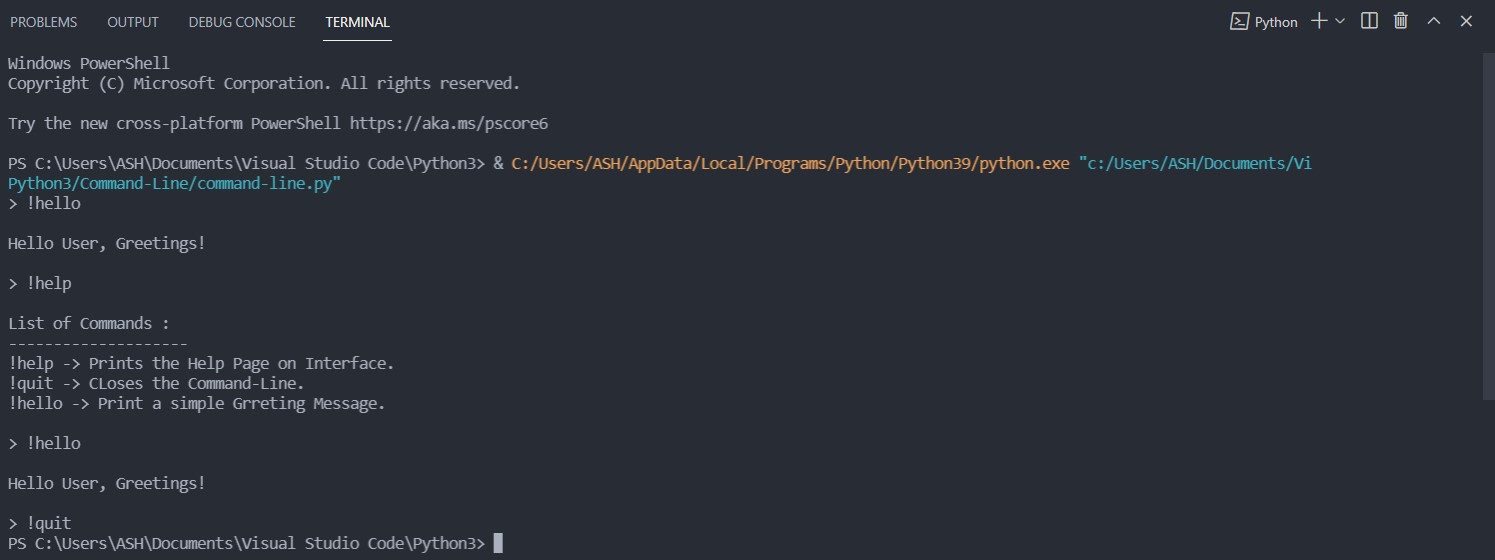 PROBLEMS OUTPUT DEBUG CONSOLE TERMINAL Python
Windows PowerShell
Copyright (C) Microsoft Corporation. All rights reserved.
Try the new cross-platform PowerShell https://aka.ms/pscore6
PS C:\Users\ASH\Documents\Visual Studio Code\Python3> & C:/Users/ASH/AppData/Local/Programs/Python/Python39/python.exe "c:/Users/ASH/Documents/Vi
Python3/Command-Line/command-line.py"
> !hello
Hello User, Greetings!
> !help
List of Commands :
--------------------
!help -> Prints the Help Page on Interface.
!quit -> CLoses the Command-Line.
!hello -> Print a simple Grreting Message.
> !hello
Hello User, Greetings!
> !quit
PS C:\Users\ASH\Documents\Visual Studio Code\Python3>